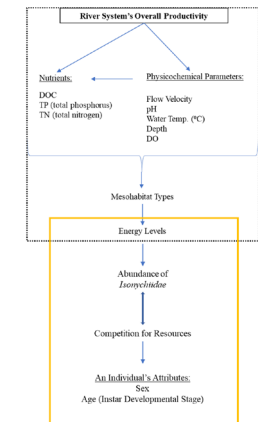 River System's Overall Productivity
Nutrients:
DOC
TP (total phosphorus)
TN (total nitrogen)
Physicochemical Parameters:
Flow Velocity
pH
Water Temp. (°C)
Depth
DO
Mesohabitat Types
Energy Levels
Abundance of
Isonychiidae
Competition for Resources
An Individual's Attributes:
Sex
Age (Instar Developmental Stage)